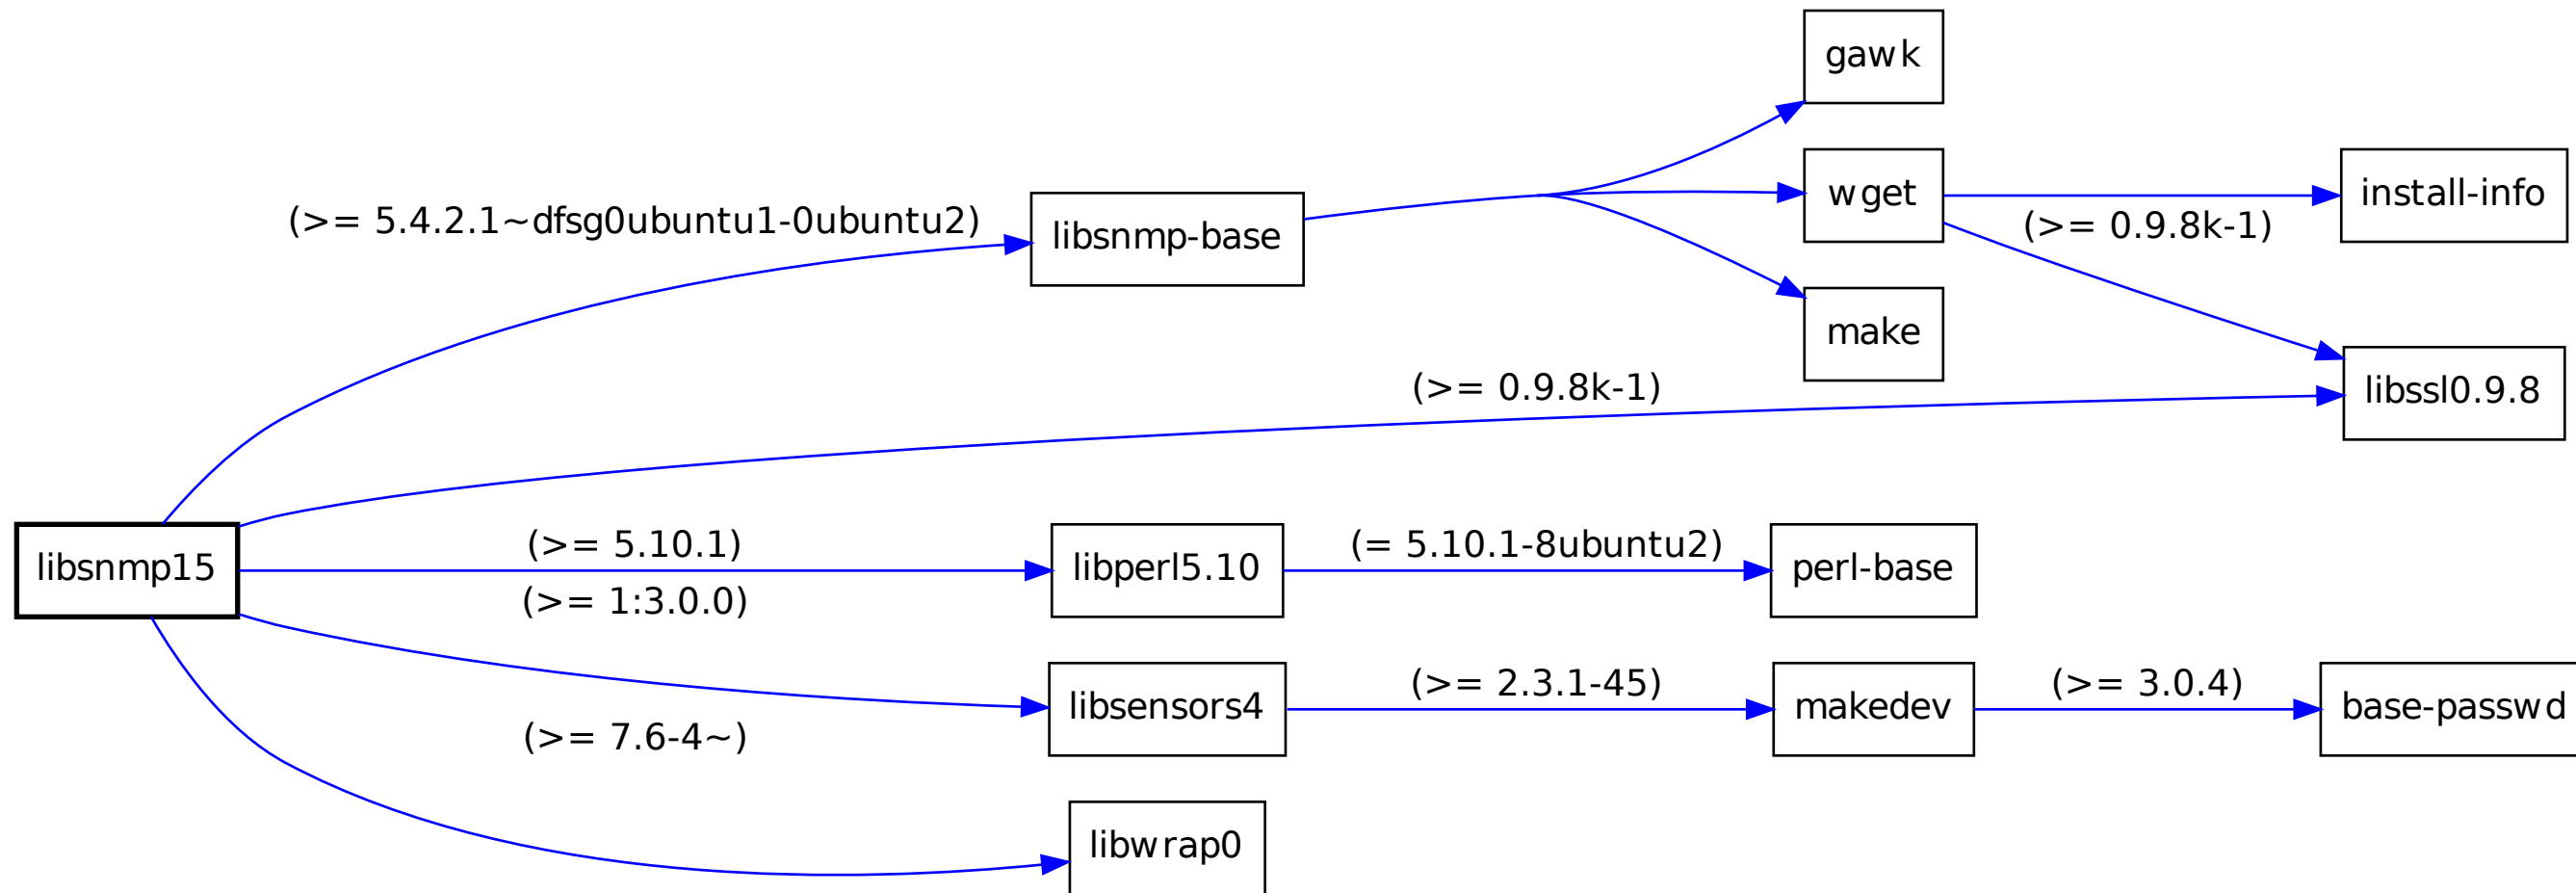 gawk
wget
install-info
(>= 5.4.2.1~dfsg0ubuntu1-0ubuntu2)
libsnmp-base
(>= 0.9.8k-1)
make
(>= 0.9.8k-1)
libssl0.9.8
libsnmp15
(>= 5.10.1)
libperl5.10
(= 5.10.1-8ubuntu2)
perl-base
(>= 1:3.0.0)
libsensors4
(>= 2.3.1-45)
makedev
(>= 3.0.4)
base-passwd
(>= 7.6-4~)
libwrap0